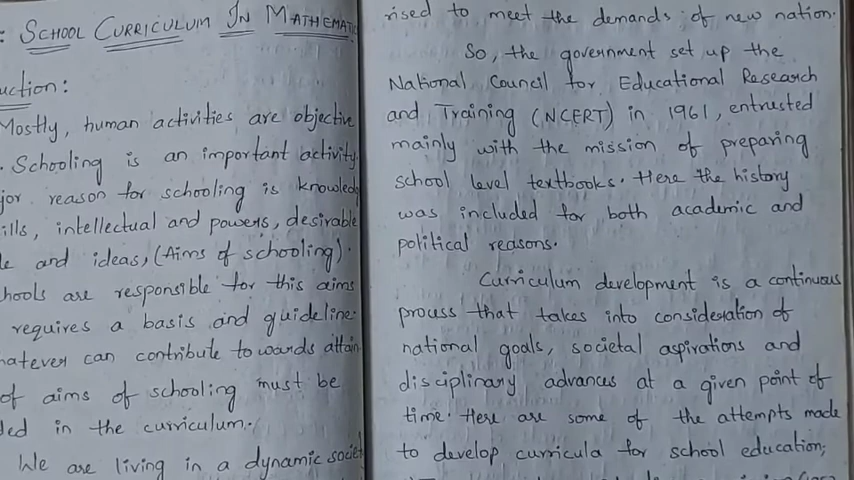 : SCHOOL CURRICULUM IN MATHEMATIC
uction:
Mostly, human activities are objective
. Schooling is an important activity.
jor reason for schooling is knowledg
ills, intellectual and powers, desirable
e and ideas, (Aims of schooling).
hools are responsible for this aims
requires a basis and guideline.
hatever can contribute towards attain
of aims of schooling must be
ded in the curriculum.
We are living in a dynamic societ
rised to meet the demands of new nation.
So, the government set up the
National Council for Educational Research
and Training (NCERT) in 1961, entrusted
mainly with the mission of preparing
school level textbooks. Here the history
was included for both academic and
political reasons.
Curriculum development is a continuous
process that takes into consideration of
national goals, societal aspirations and
disciplinary advances at a given point of
time. Here are some of the attempts made
to develop curricula for school education;